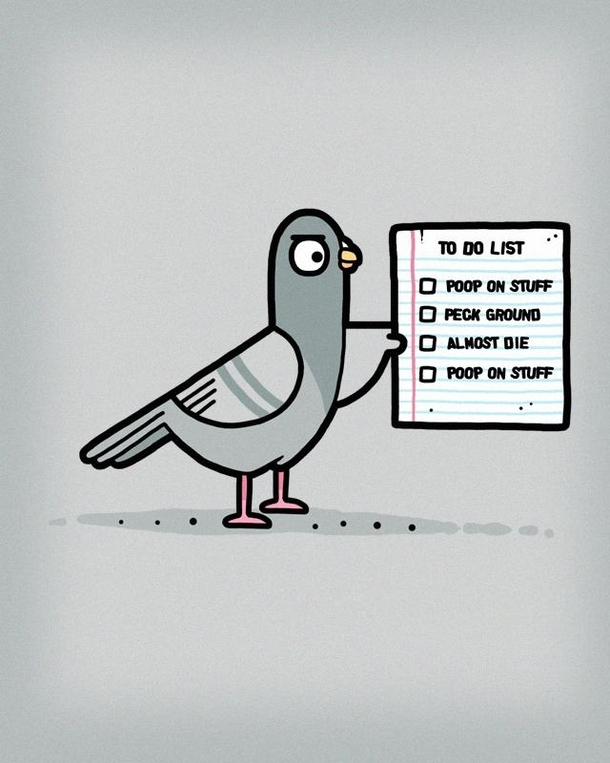 TO DO LIST
POOP ON STUFF
PECK GROUND
ALMOST DIE
POOP ON STUFF